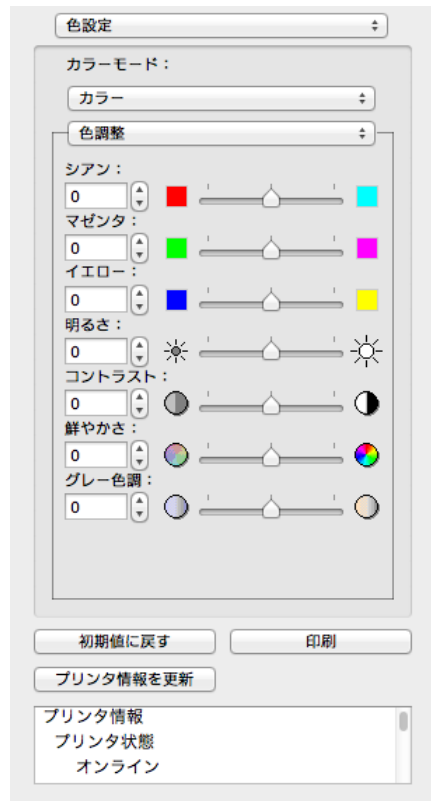 色設定
カラーモード：
カラー
色調整
シアン：
0
マゼンタ：
0
イエロー：
0
明るさ：
0
コントラスト：
0
鮮やかさ：
0
グレー色調：
0
初期値に戻す 印刷
プリンタ情報を更新
プリンタ情報
プリンタ状態
オンライン